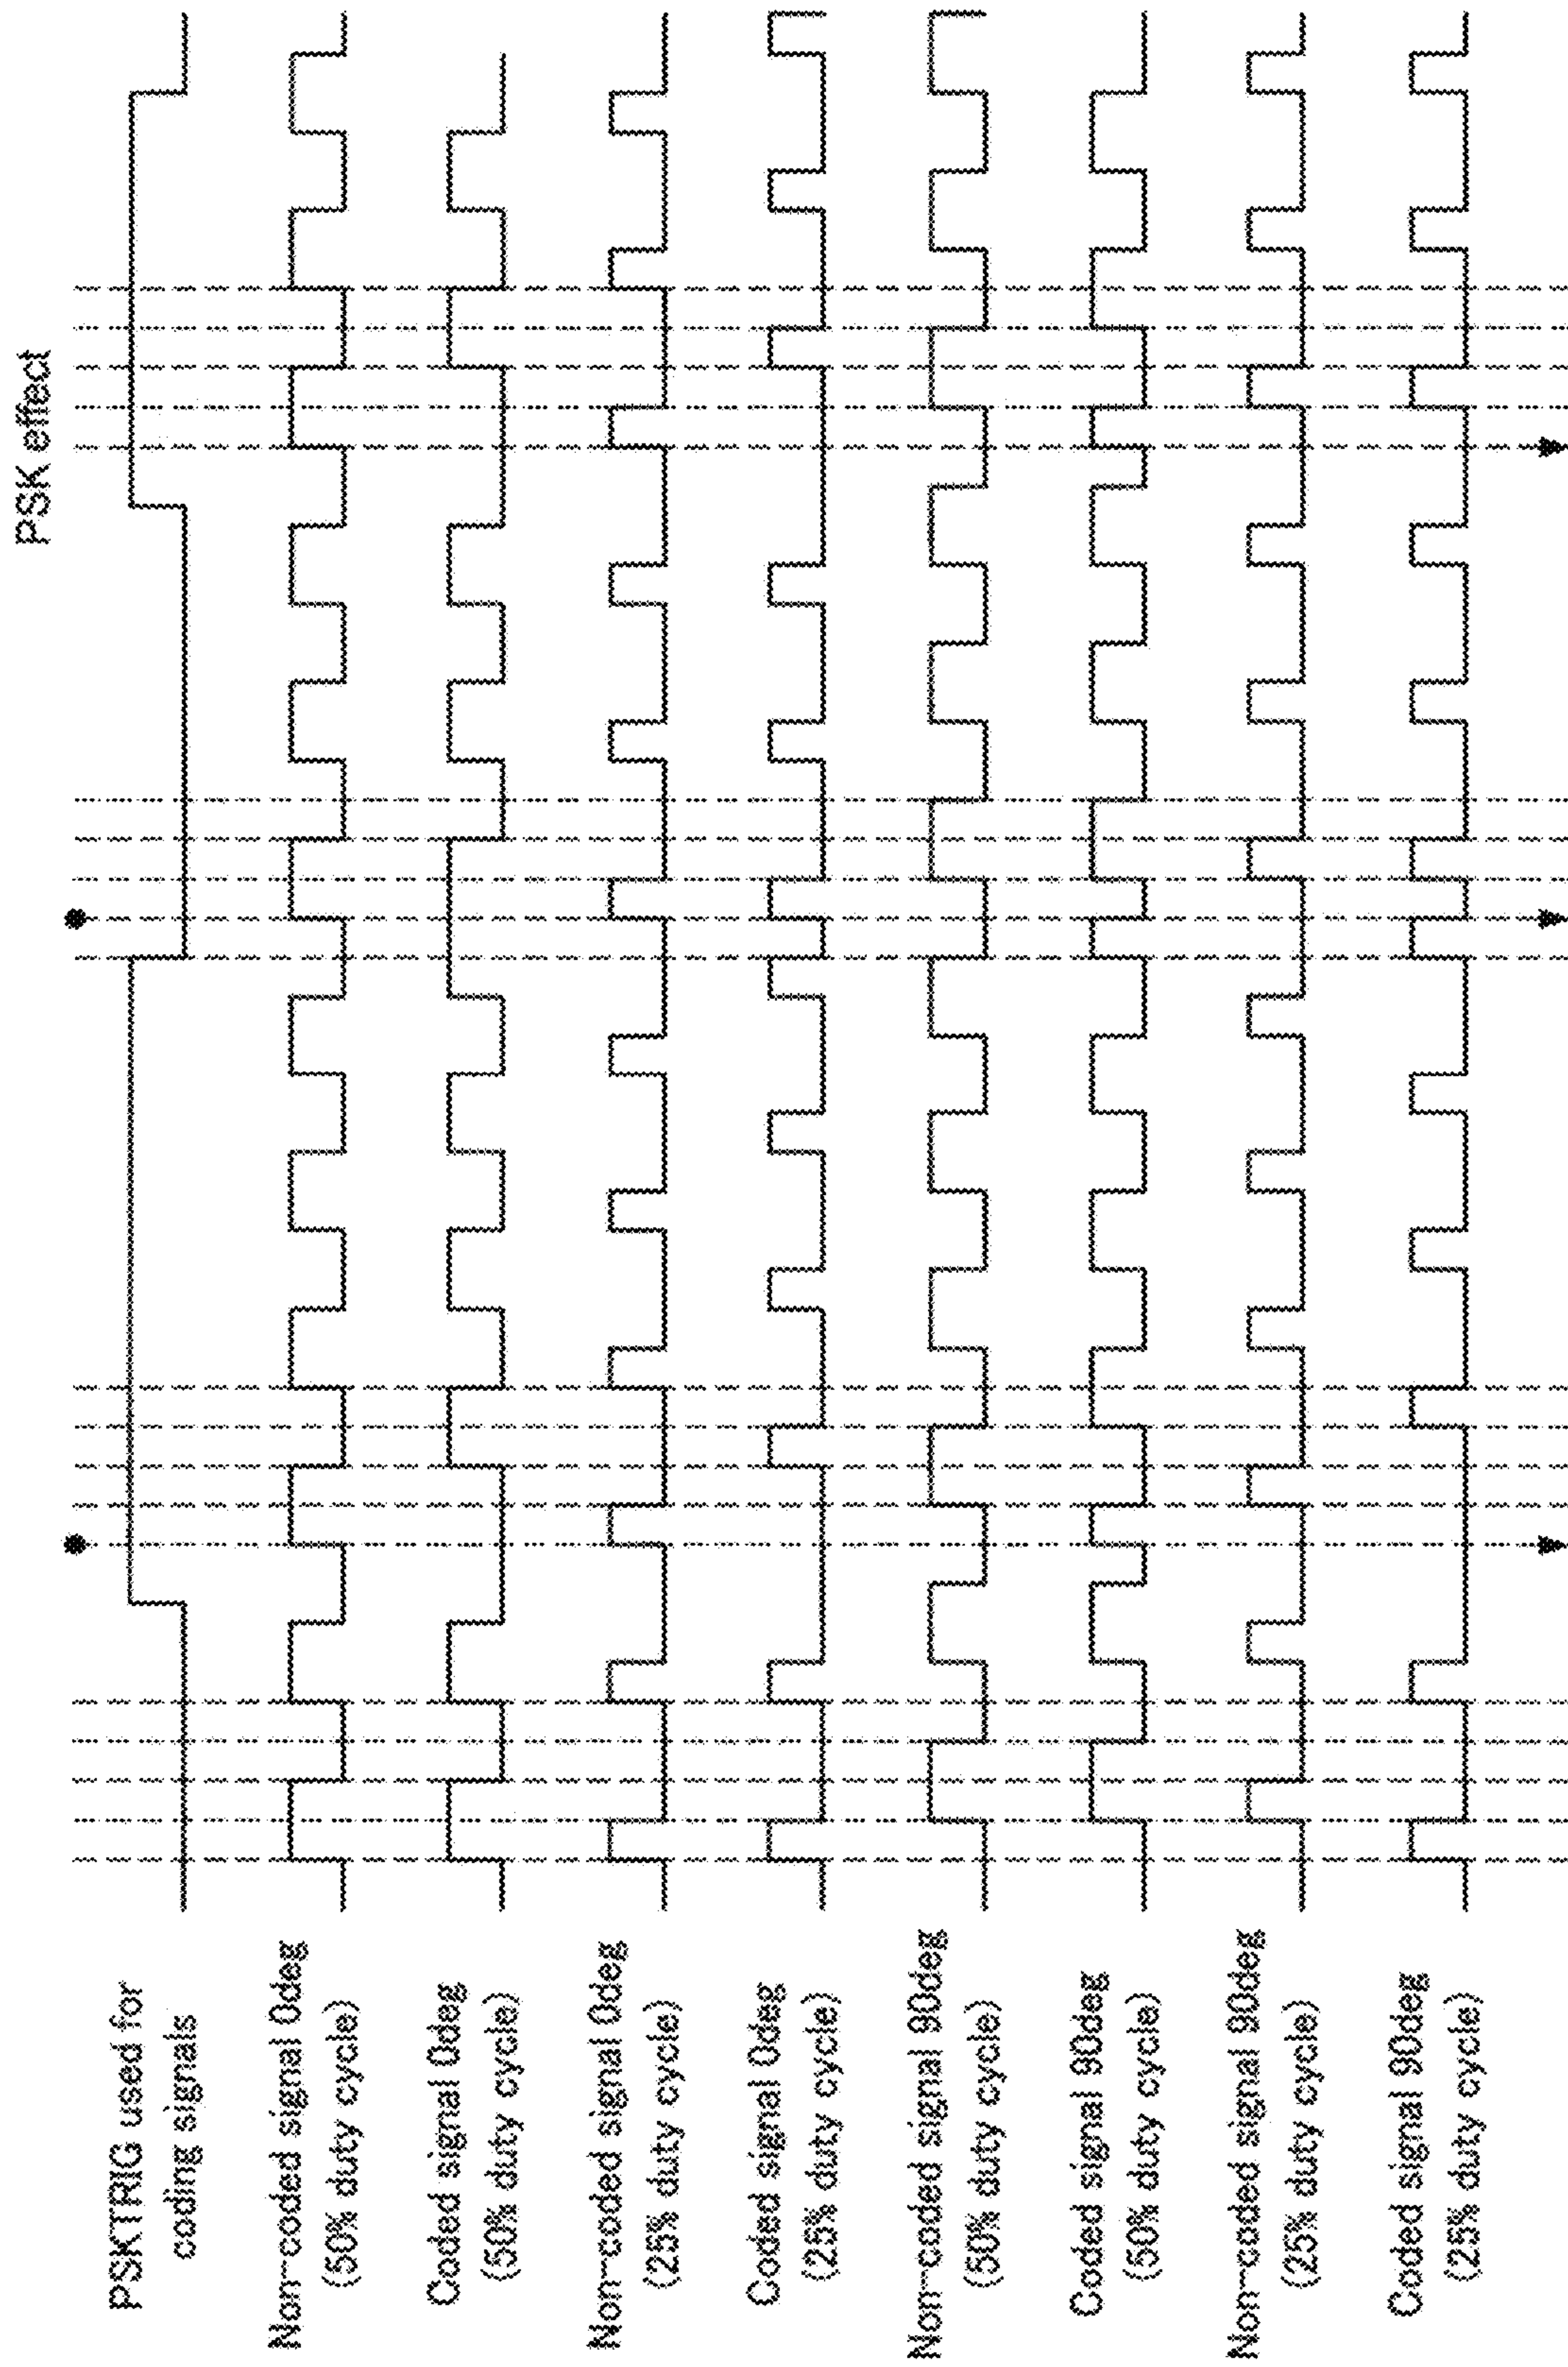 PSK effect
PSKTRIG used for
coding signals
Non-coded signal 0deg
(50% duty cycle)
Coded signal 0deg
(50% duty cycle)
Non-coded signal 0deg
(25% duty cycle)
Coded signal 0deg
(25% duty cycle)
Non-coded signal 90deg
(50% duty cycle)
Coded signal 90deg
(50% duty cycle)
Non-coded signal 90deg
(25% duty cycle)
Coded signal 90deg
(25% duty cycle)